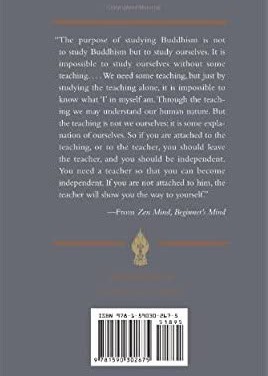 "The purpose of studying Buddhism is not
to study Buddhism but to study ourselves. It
is impossible to study ourselves without some
teaching. . . . We need some teaching, but just by
studying the teaching alone, it is impossible to
know what 'I' in myself am. Through the teach-
ing we may understand our human nature. But
the teaching is not we ourselves; it is some expla-
nation of ourselves. So if you are attached to the
teaching, or to the teacher, you should leave
the teacher, and you should be independent.
You need a teacher so that you can become
independent. If you are not attached to him, the
teacher will show you the way to yourself."
—From Zen Mind, Beginner's Mind
ISBN 978-1-59030-267-5
51895
9 781590 302675